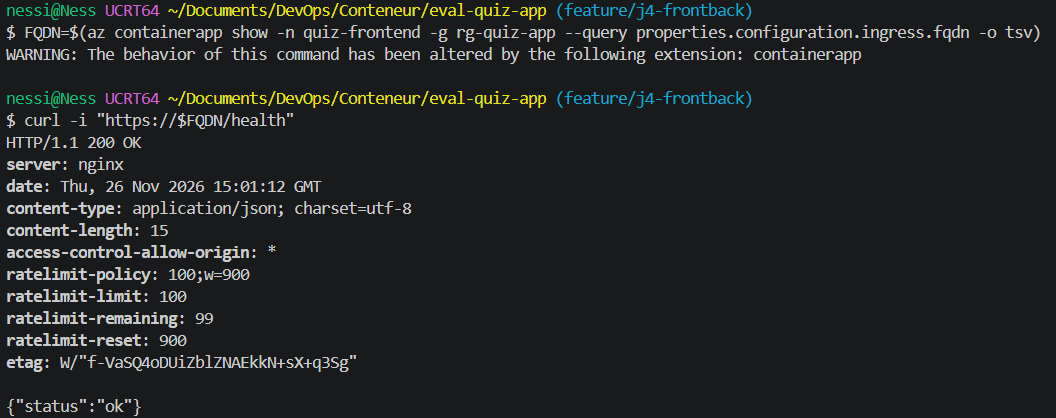 nessi@Ness UCRT64 ~/Documents/DevOps/Conteneur/eval-quiz-app (feature/j4-frontback)
$ FQDN=$(az containerapp show -n quiz-frontend -g rg-quiz-app --query properties.configuration.ingress.fqdn -o tsv)
WARNING: The behavior of this command has been altered by the following extension: containerapp
nessi@Ness UCRT64 ~/Documents/DevOps/Conteneur/eval-quiz-app (feature/j4-frontback)
$ curl -i "https://$FQDN/health"
HTTP/1.1 200 OK
server: nginx
date: Thu, 26 Nov 2026 15:01:12 GMT
content-type: application/json; charset=utf-8
content-length: 15
access-control-allow-origin: *
ratelimit-policy: 100;w=900
ratelimit-limit: 100
ratelimit-remaining: 99
ratelimit-reset: 900
etag: W/"f-VaSQ4oDUiZblZNAEkkN+sX+q3Sg"
{"status":"ok"}